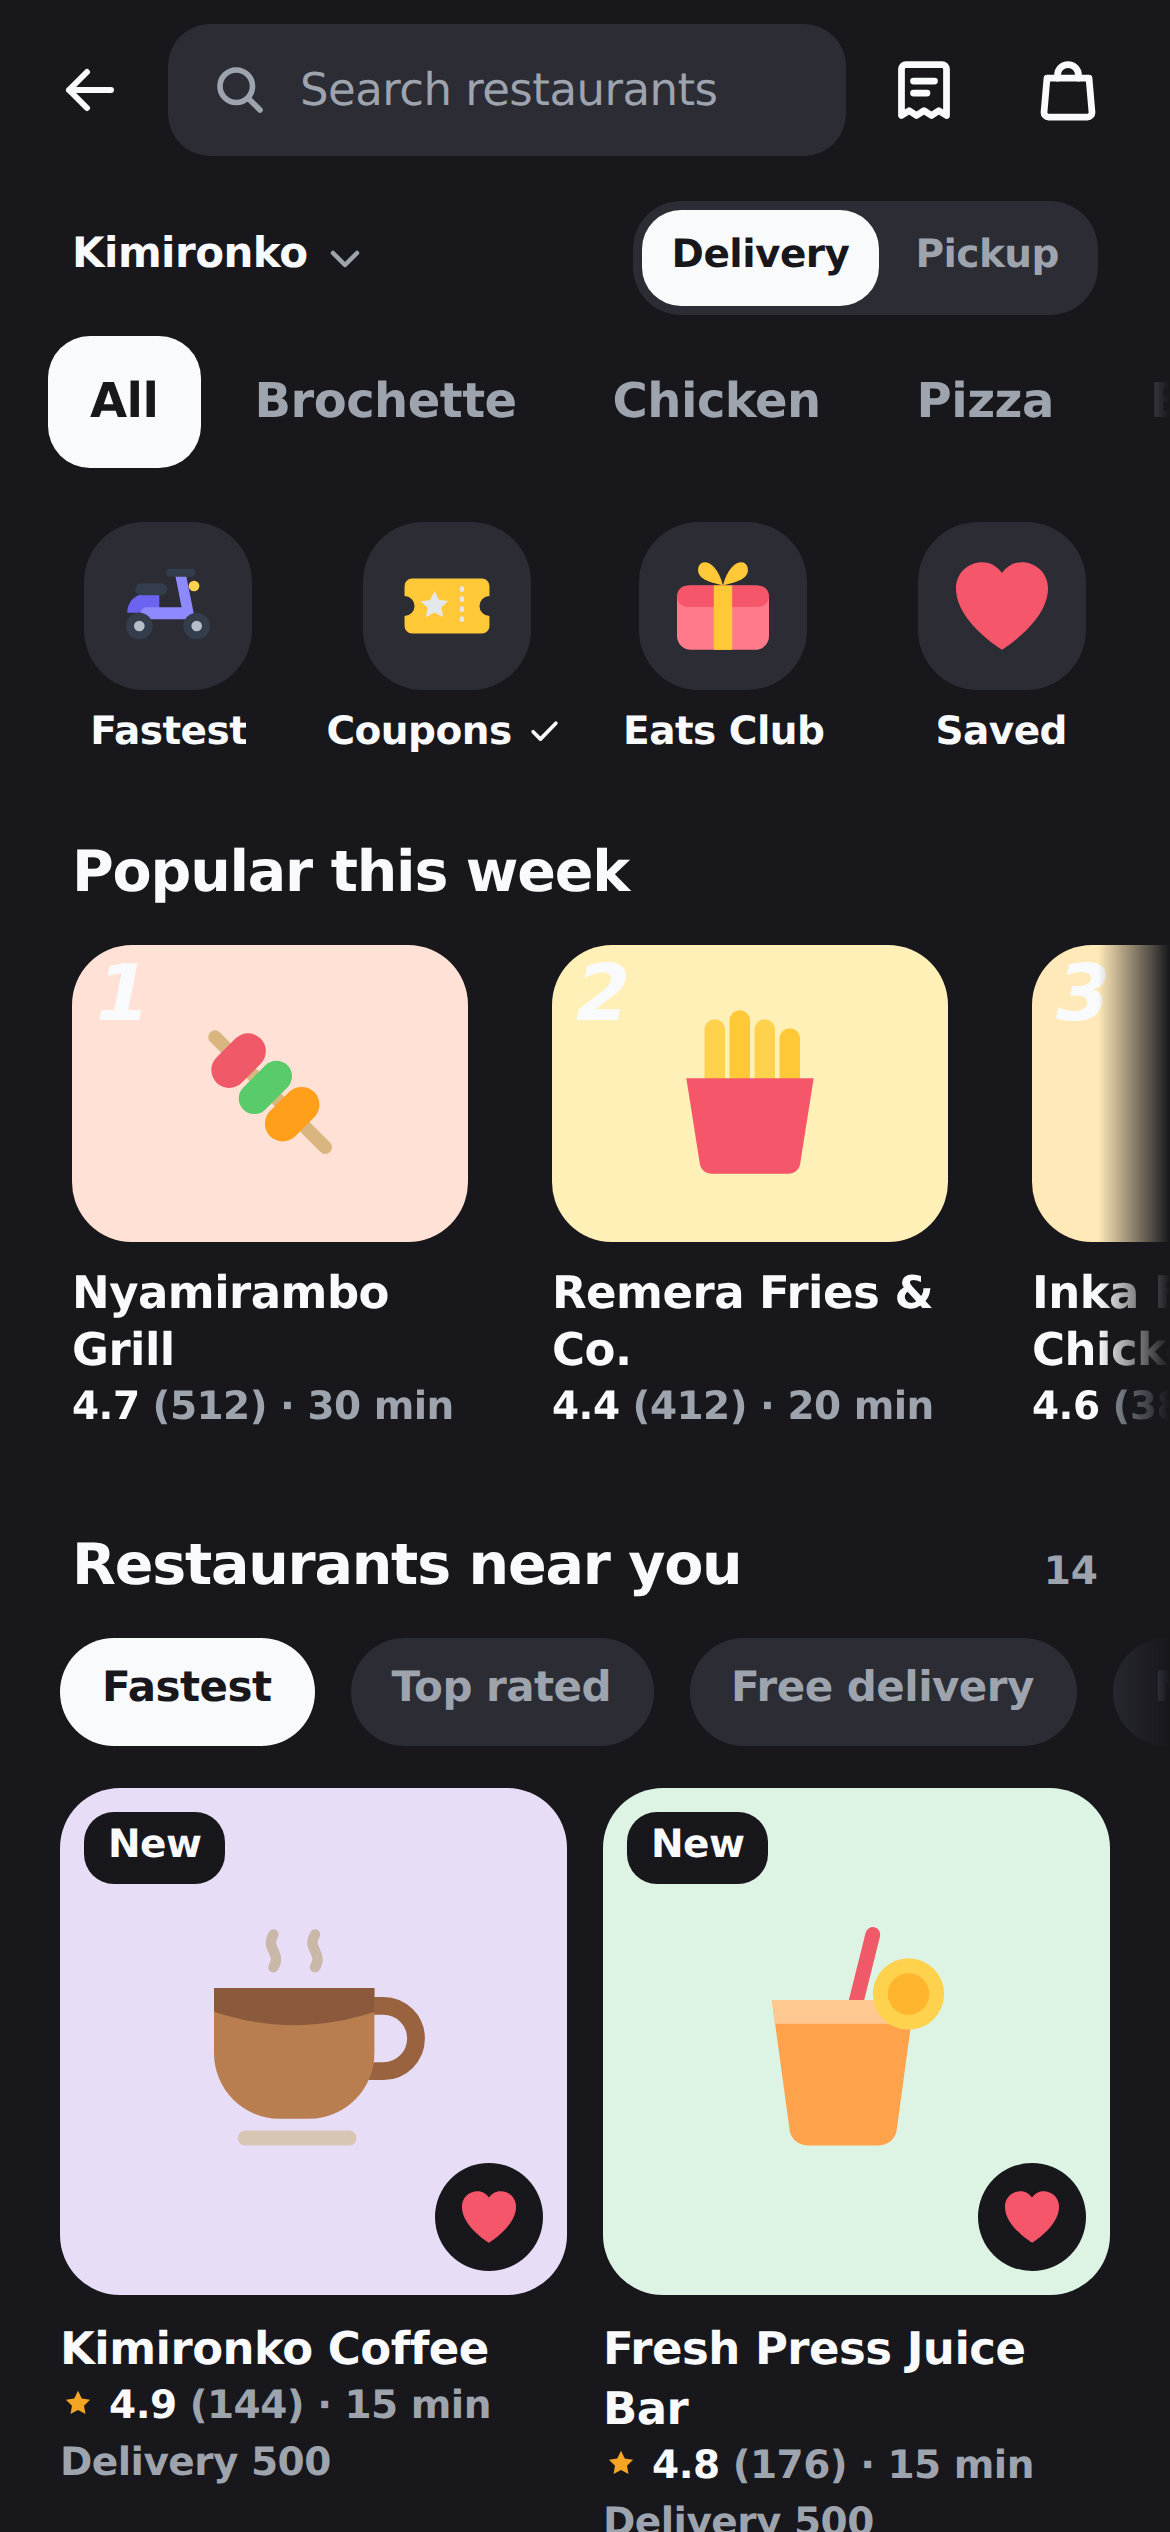 Search restaurants
Kimironko
Delivery
Pickup
All
Brochette
Chicken
Pizza
Fastest
Coupons
Eats Club
Saved
Popular this week
1
2
3
Nyamirambo
Grill
4.7 (512) · 30 min
Remera Fries &
Co.
4.4 (412) · 20 min
Inka
4.6
Restaurants near you
14
Fastest
Top rated
Free delivery
New
New
Kimironko Coffee
4.9 (144) · 15 min
Delivery 500
Fresh Press Juice
Bar
4.8 (176) · 15 min
Delivery 500